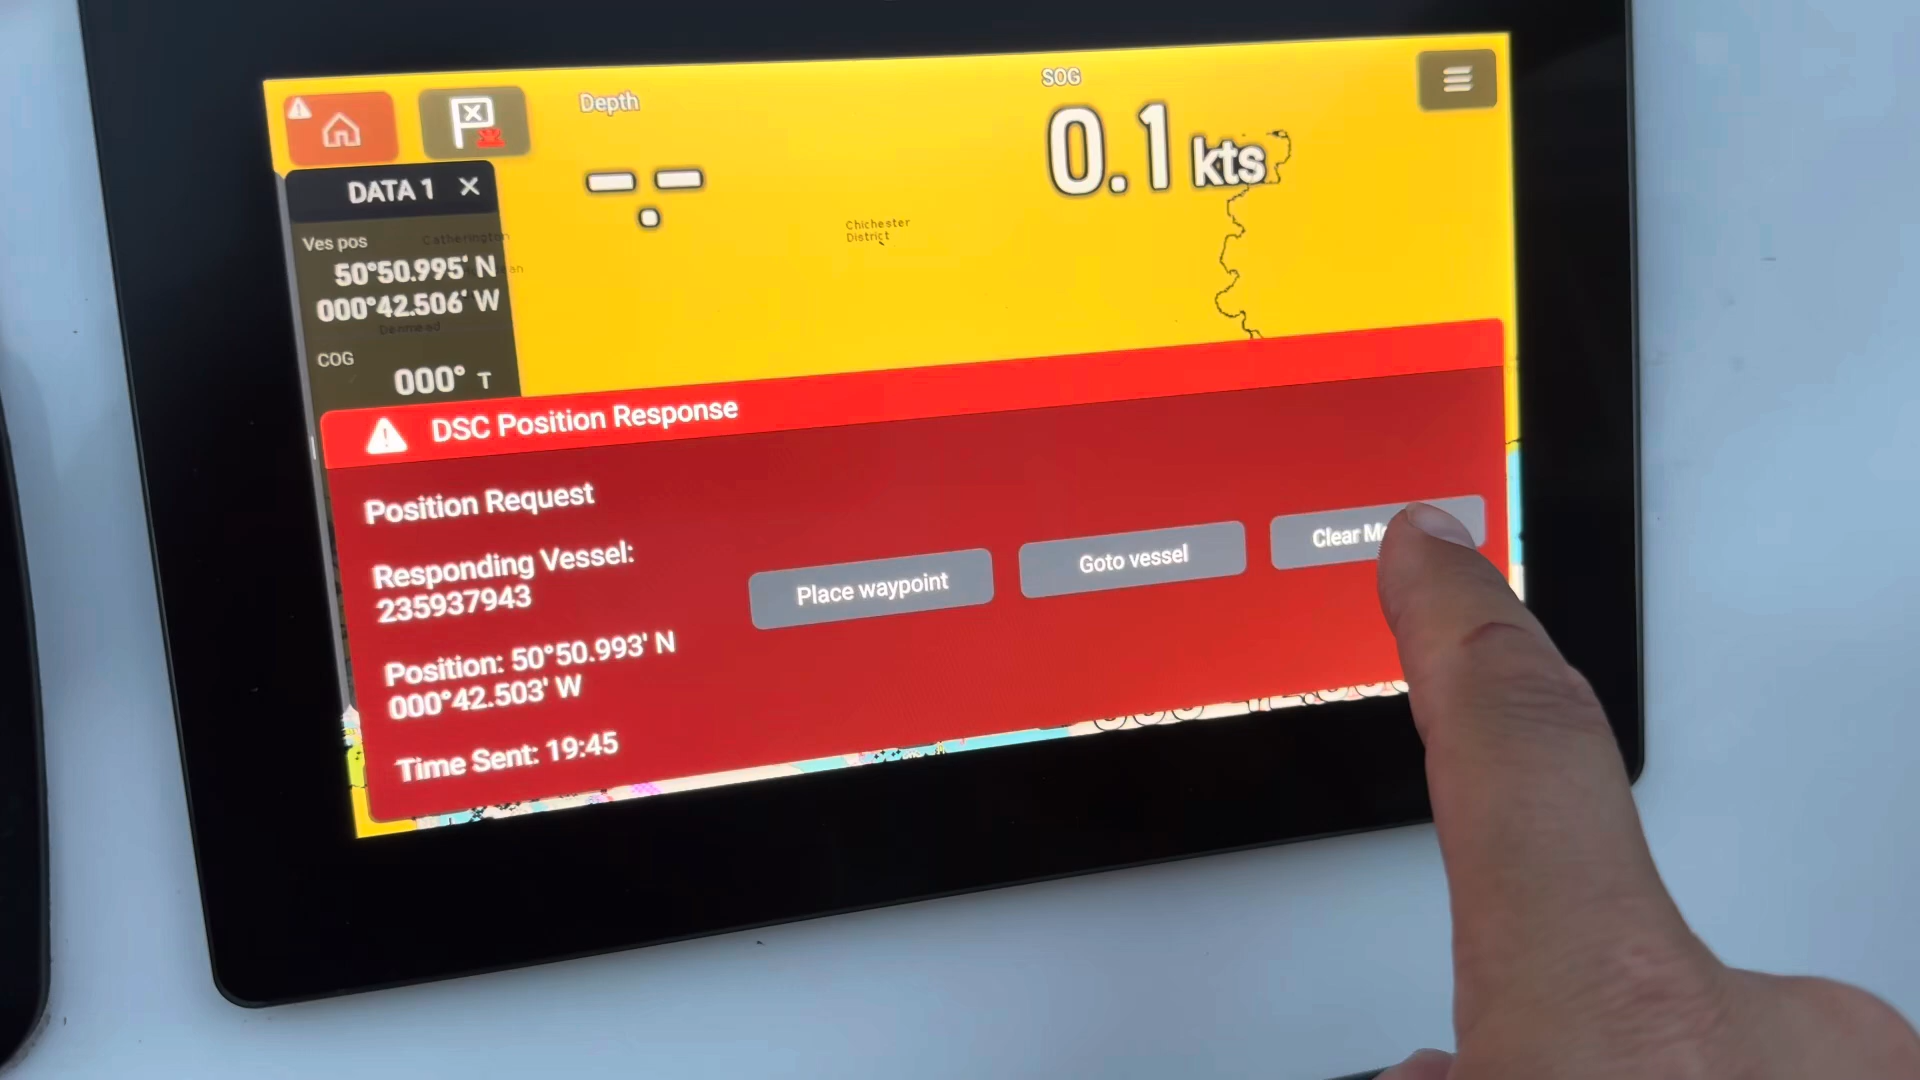 Depth
SOG
0.1 kts
DATA 1
Ves pos
Catherington
50°50.995' N
000°42.506' W
Denmead
COG
000° T
Chichester
District
DSC Position Response
Position Request
Responding Vessel:
235937943
Position: 50°50.993' N
000°42.503' W
Time Sent: 19:45
Place waypoint
Goto vessel
Clear